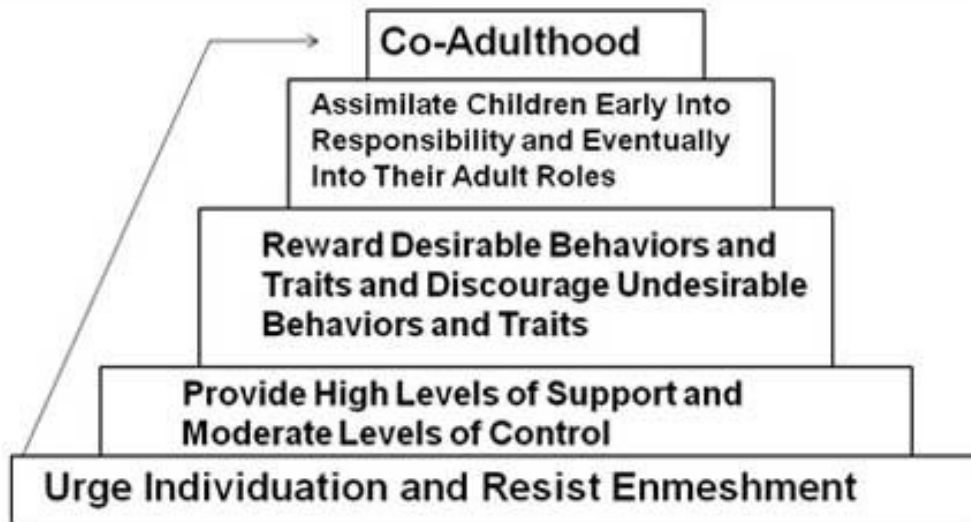 Co-Adulthood
Assimilate Children Early Into
Responsibility and Eventually
Into Their Adult Roles
Reward Desirable Behaviors and
Traits and Discourage Undesirable
Behaviors and Traits
Provide High Levels of Support and
Moderate Levels of Control
Urge Individuation and Resist Enmeshment